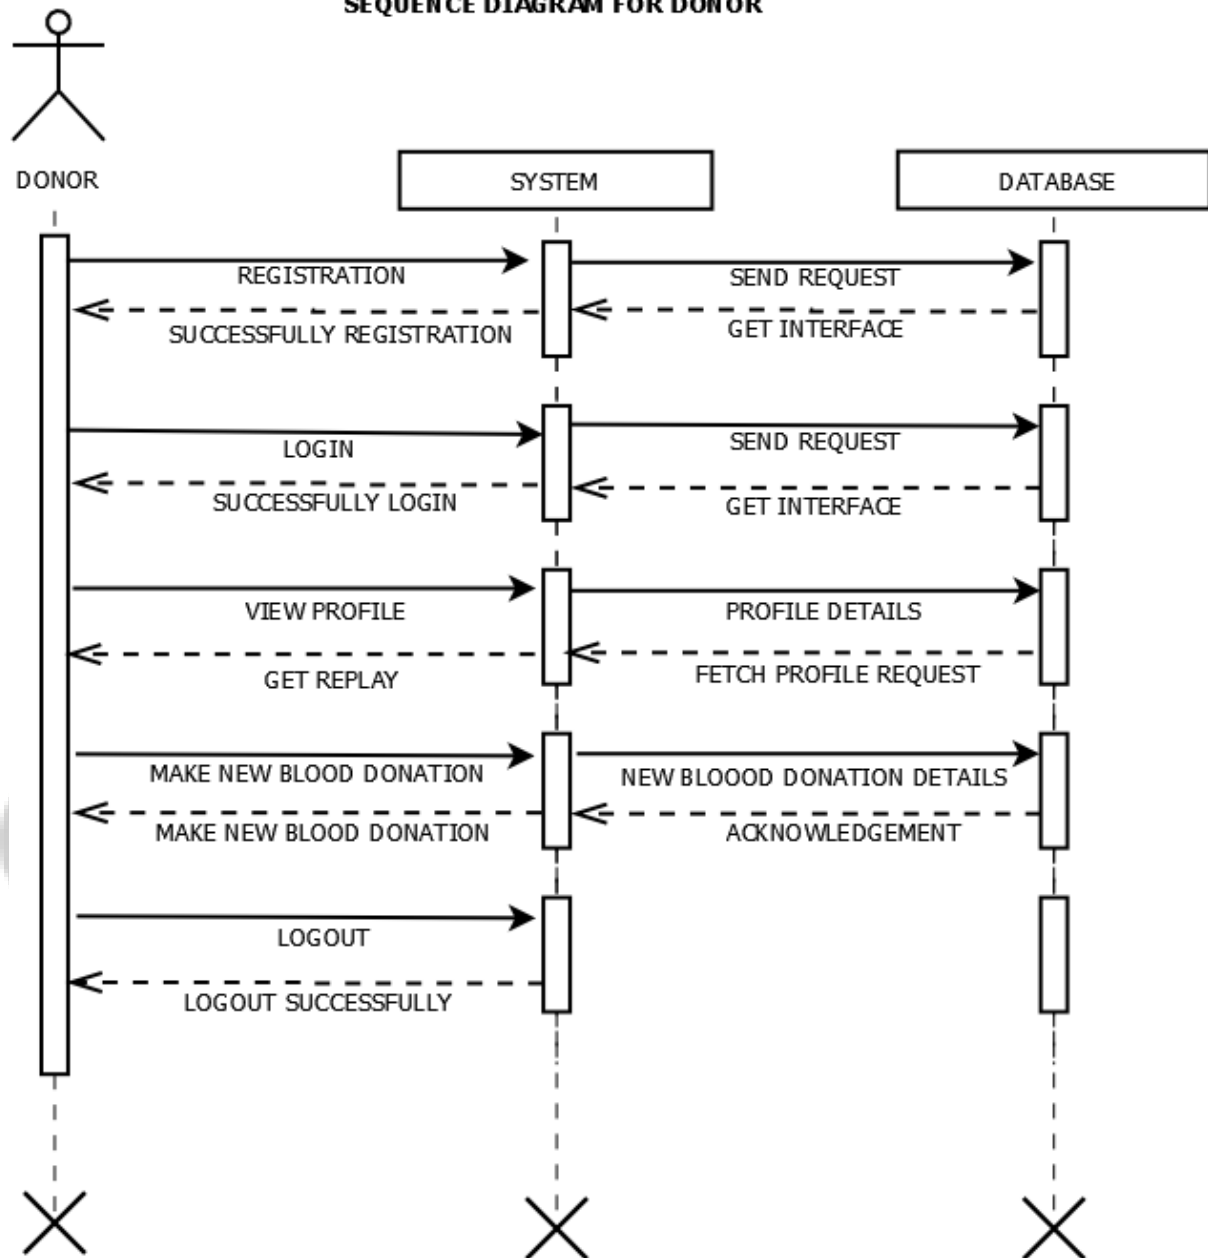 SEQUENCE DIAGRAM FOR DONOR
DONOR
SYSTEM
DATABASE
REGISTRATION
SEND REQUEST
SUCCESSFULLY REGISTRATION
GET INTERFACE
LOGIN
SEND REQUEST
SUCCESSFULLY LOGIN
GET INTERFACE
VIEW PROFILE
PROFILE DETAILS
GET REPLAY
FETCH PROFILE REQUEST
MAKE NEW BLOOD DONATION
NEW BLOOOD DONATION DETAILS
MAKE NEW BLOOD DONATION
ACKNOWLEDGEMENT
LOGOUT
LOGOUT SUCCESSFULLY